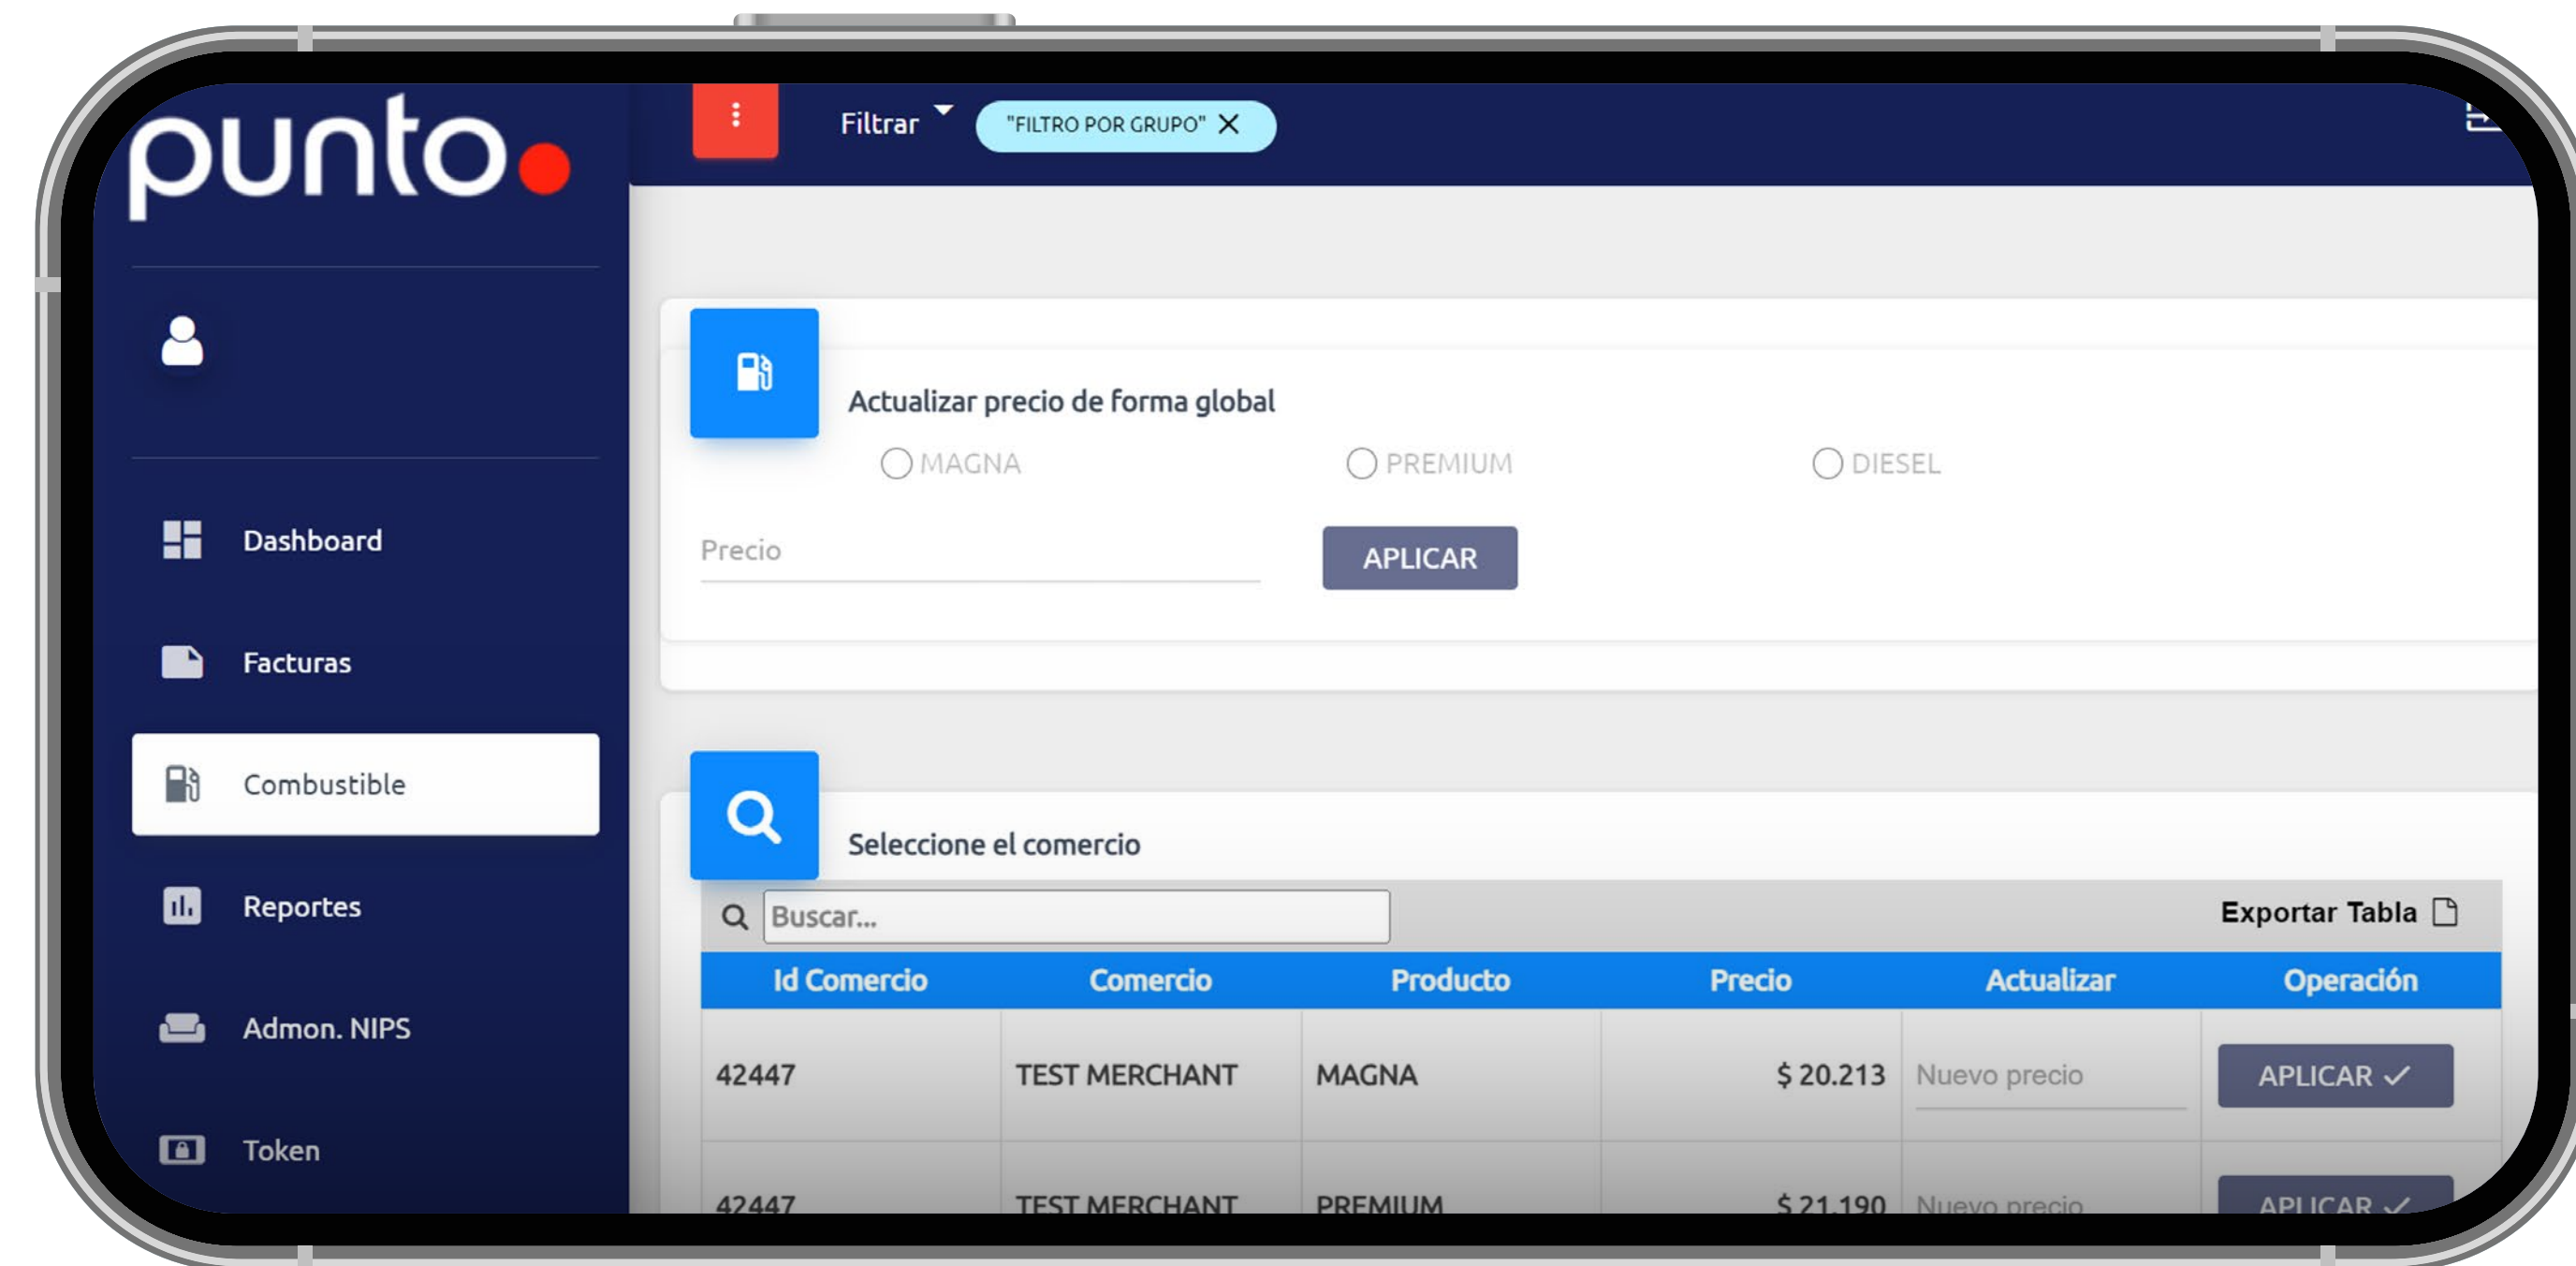 punto.
Filtrar "FILTRO POR GRUPO" X
Dashboard
Facturas
Combustible
Reportes
Admon. NIPS
Token
Actualizar precio de forma global
MAGNA PREMIUM DIESEL
Precio APLICAR
Seleccione el comercio
Buscar... Exportar Tabla
Id Comercio Comercio Producto Precio Actualizar Operación
42447 TEST MERCHANT MAGNA $ 20.213 Nuevo precio APLICAR
42447 TEST MERCHANT PREMIUM $ 21.190 Nuevo precio APLICAR